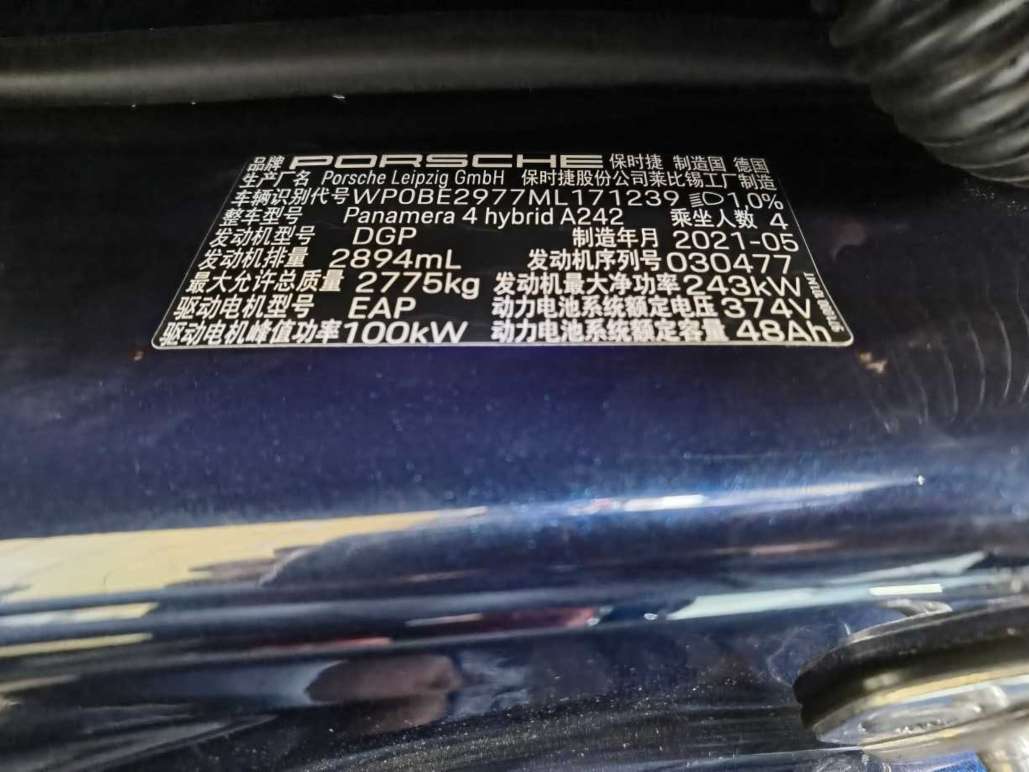 品牌 PORSCHE 保时捷 制造国 德国
生产厂名 Porsche Leipzig GmbH 保时捷股份公司莱比锡工厂制造
车辆识别代号 WP0BE2977ML171239 1,0%
整车型号 Panamera 4 hybrid A242 乘坐人数 4
发动机型号 DGP 制造年月 2021-05
发动机排量 2894mL 发动机序列号 030477
最大允许总质量 2775kg 发动机最大净功率 243kW
驱动电机型号 EAP 动力电池系统额定电压 374V
驱动电机峰值功率 100kW 动力电池系统额定容量 48Ah